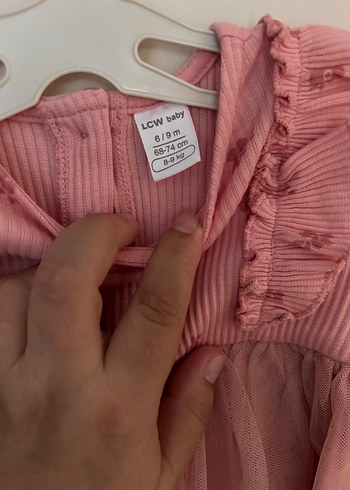 LCW baby
6 / 9 m
68-74 cm
8-9 kg